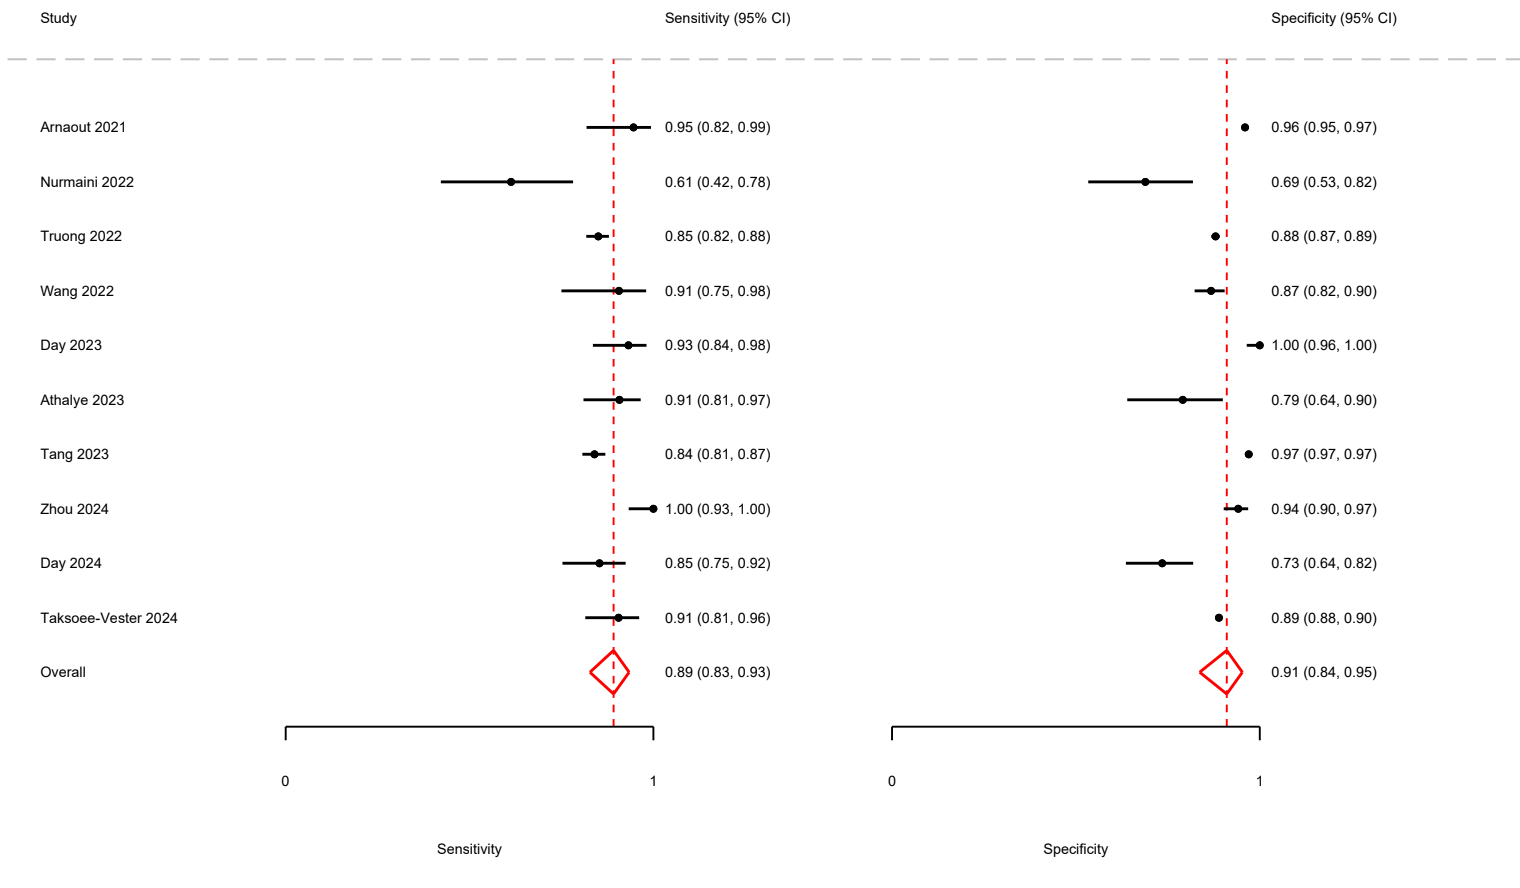 Study Sensitivity (95% CI) Specificity (95% CI)
Arnaout 2021 0.95 (0.82, 0.99) 0.96 (0.95, 0.97)
Nurmaini 2022 0.61 (0.42, 0.78) 0.69 (0.53, 0.82)
Truong 2022 0.85 (0.82, 0.88) 0.88 (0.87, 0.89)
Wang 2022 0.91 (0.75, 0.98) 0.87 (0.82, 0.90)
Day 2023 0.93 (0.84, 0.98) 1.00 (0.96, 1.00)
Athalye 2023 0.91 (0.81, 0.97) 0.79 (0.64, 0.90)
Tang 2023 0.84 (0.81, 0.87) 0.97 (0.97, 0.97)
Zhou 2024 1.00 (0.93, 1.00) 0.94 (0.90, 0.97)
Day 2024 0.85 (0.75, 0.92) 0.73 (0.64, 0.82)
Taksoee-Vester 2024 0.91 (0.81, 0.96) 0.89 (0.88, 0.90)
Overall 0.89 (0.83, 0.93) 0.91 (0.84, 0.95)
0 1 0 1
Sensitivity Specificity